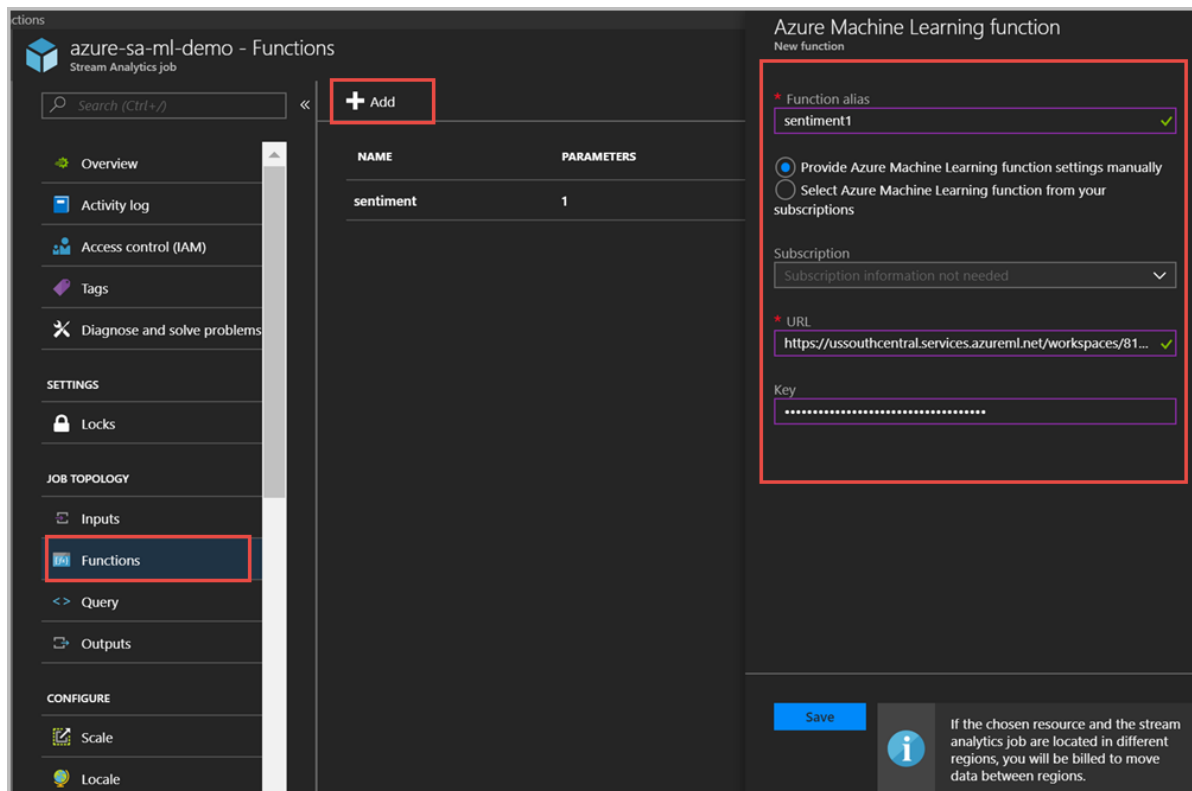 ctions
azure-sa-ml-demo - Functions
Stream Analytics job
Search (Ctrl+/)
«
Overview
Activity log
Access control (IAM)
Tags
Diagnose and solve problems
SETTINGS
Locks
JOB TOPOLOGY
Inputs
Functions
Query
Outputs
CONFIGURE
Scale
Locale
Add
NAME PARAMETERS
sentiment 1
Azure Machine Learning function
New function
* Function alias
sentiment1
Provide Azure Machine Learning function settings manually
Select Azure Machine Learning function from your
subscriptions
Subscription
Subscription information not needed
* URL
https://ussouthcentral.services.azureml.net/workspaces/81...
Key
••••••••••••••••••••••••••••••••••••
Save
If the chosen resource and the stream
analytics job are located in different
regions, you will be billed to move
data between regions.